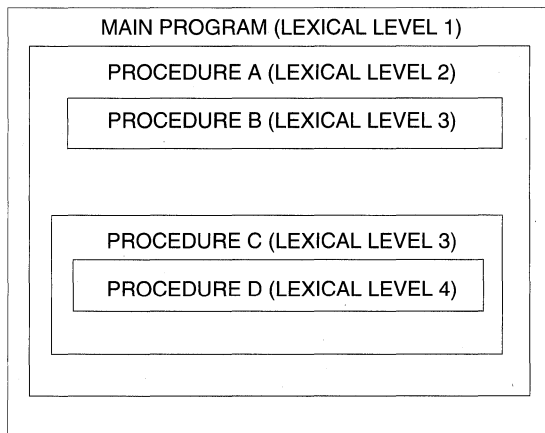 MAIN PROGRAM (LEXICAL LEVEL 1)
PROCEDURE A (LEXICAL LEVEL 2)
PROCEDURE B (LEXICAL LEVEL 3)
PROCEDURE C (LEXICAL LEVEL 3)
PROCEDURE D (LEXICAL LEVEL 4)